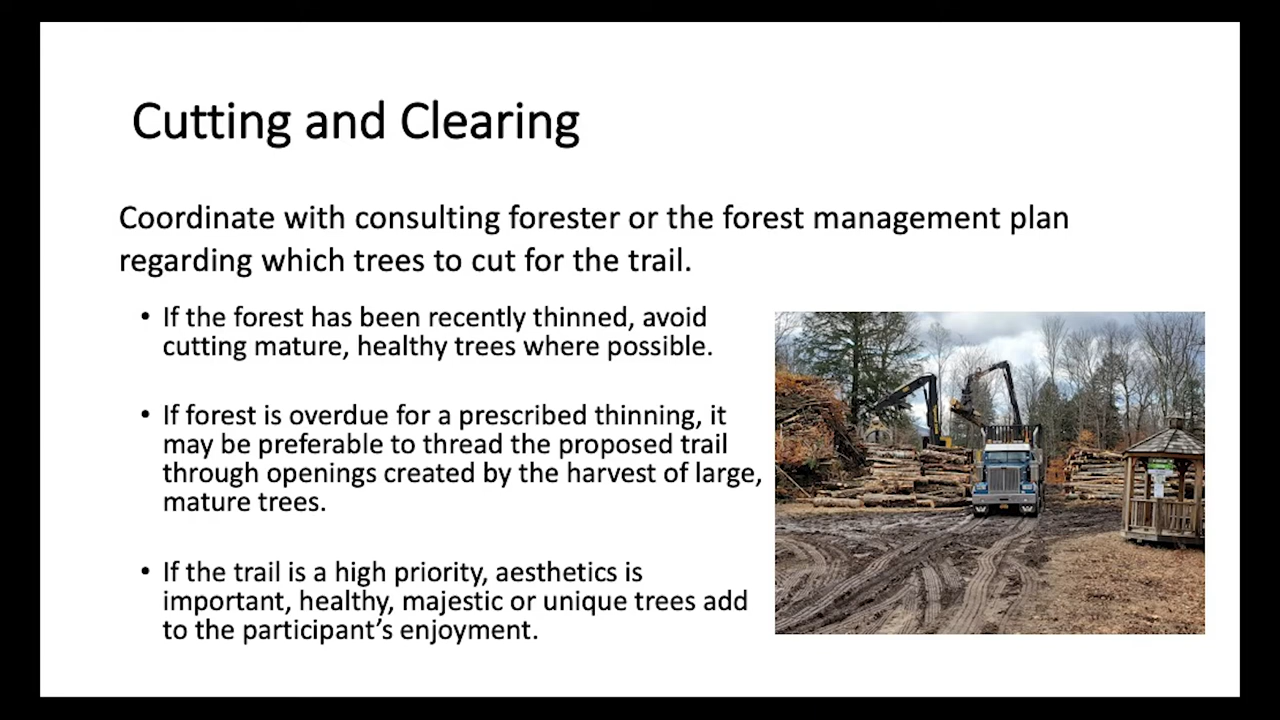 Cutting and Clearing
Coordinate with consulting forester or the forest management plan
regarding which trees to cut for the trail.
• If the forest has been recently thinned, avoid
cutting mature, healthy trees where possible.
• If forest is overdue for a prescribed thinning, it
may be preferable to thread the proposed trail
through openings created by the harvest of large,
mature trees.
• If the trail is a high priority, aesthetics is
important, healthy, majestic or unique trees add
to the participant’s enjoyment.